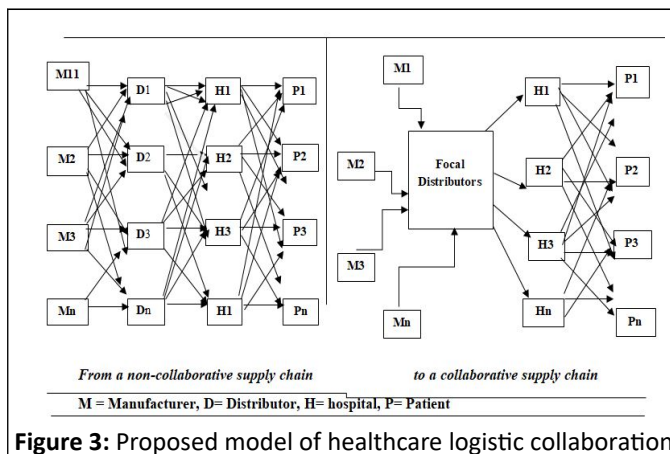 M11 D1 H1 P1
M2 D2 H2 P2
M3 D3 H3 P3
Mn Dn H1 Pn
From a non-collaborative supply chain
M1
M2
M3
Mn
Focal
Distributors
H1
H2
H3
Hn
P1
P2
P3
Pn
to a collaborative supply chain
M = Manufacturer, D= Distributor, H= hospital, P= Patient
Figure 3: Proposed model of healthcare logistic collaboration